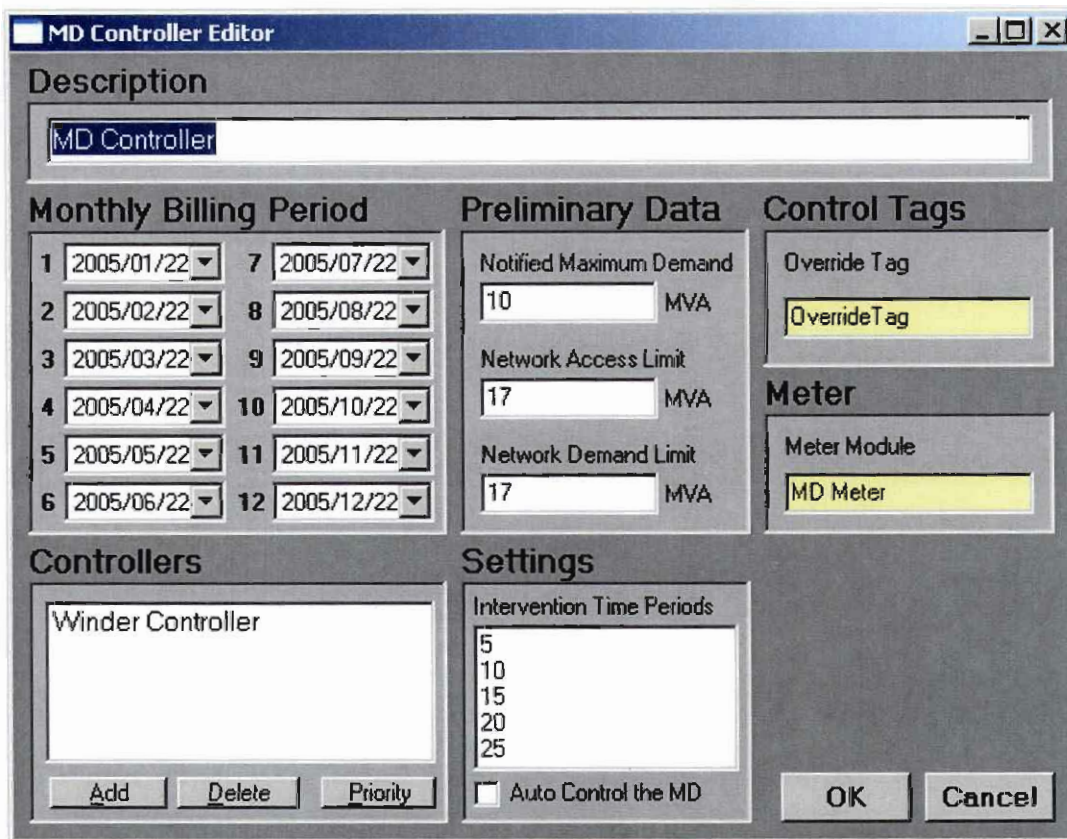 MD Controller Editor
Description
MD Controller
Monthly Billing Period
1 2005/01/22 7 2005/07/22
2 2005/02/22 8 2005/08/22
3 2005/03/22 9 2005/09/22
4 2005/04/22 10 2005/10/22
5 2005/05/22 11 2005/11/22
6 2005/06/22 12 2005/12/22
Preliminary Data
Notified Maximum Demand
10 MVA
Network Access Limit
17 MVA
Network Demand Limit
17 MVA
Control Tags
Override Tag
OverrideTag
Meter
Meter Module
MD Meter
Controllers
Winder Controller
Add Delete Priority
Settings
Intervention Time Periods
5
10
15
20
25
Auto Control the MD
OK Cancel